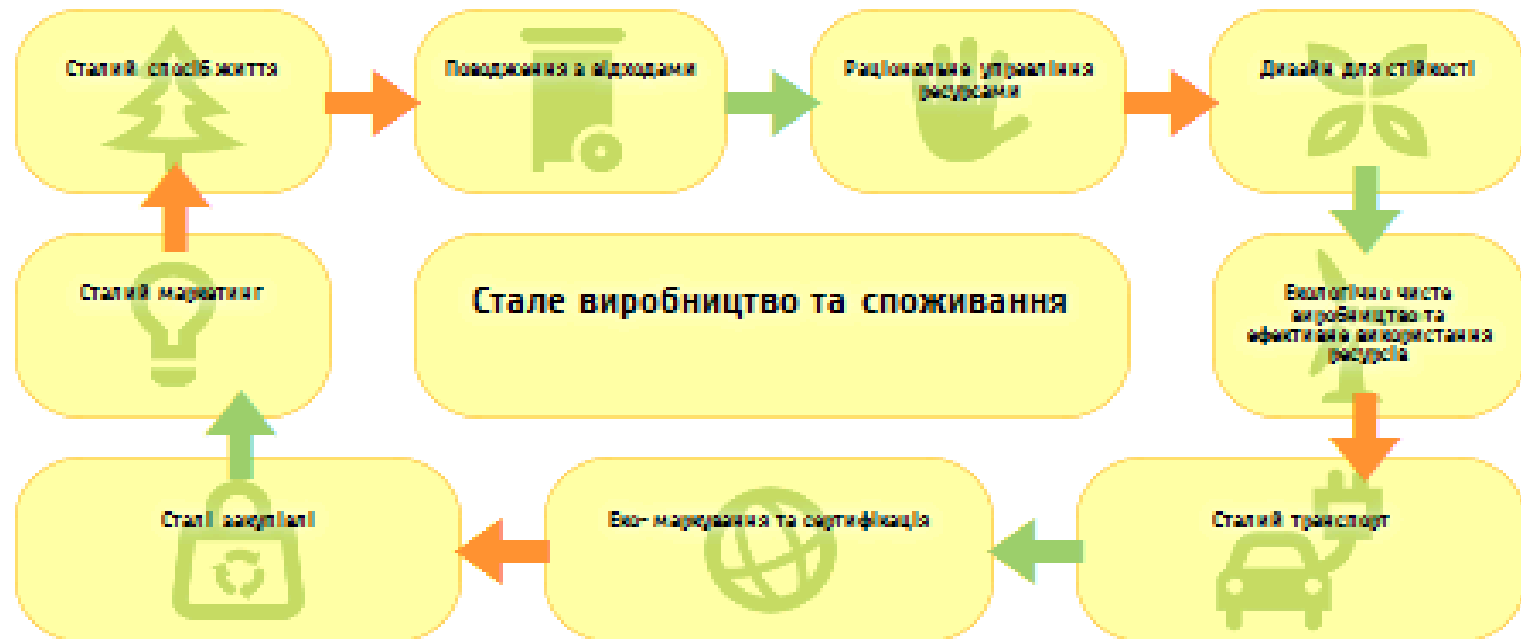 Сталий спосіб життя
Поводження з відходами
Раціональне управління
ресурсами
Дизайн для стійкості
Сталий маркетинг
Стале виробництво та споживання
Екологічно чисте
виробництво та
ефективне використання
ресурсів
Сталі закупівлі
Еко- маркування та сертифікація
Сталий транспорт